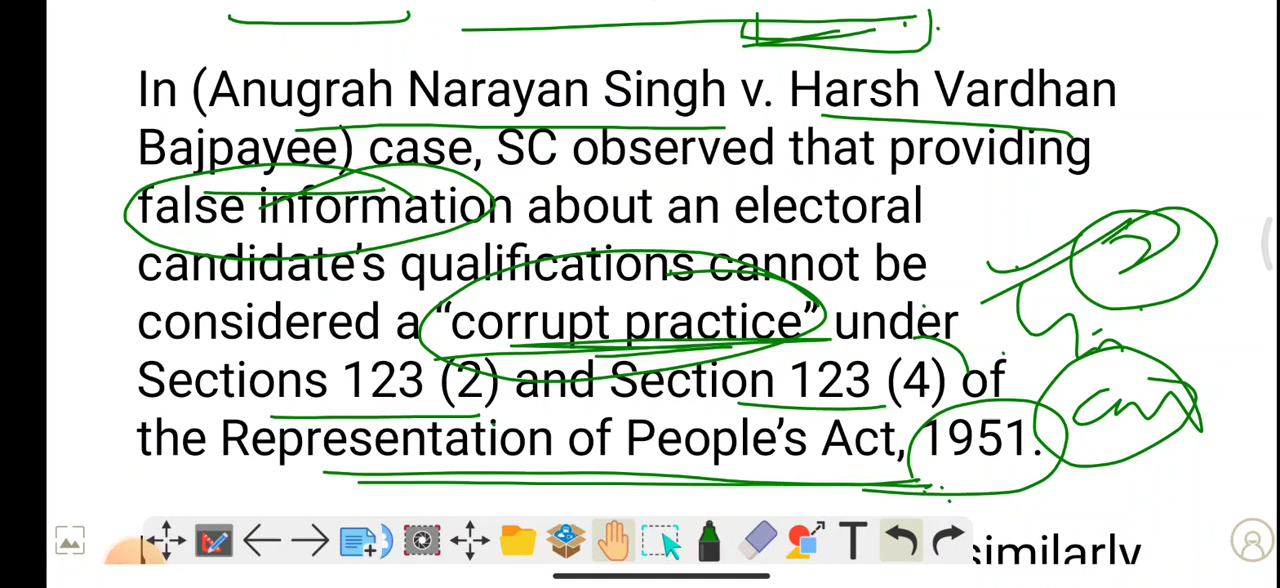 In (Anugrah Narayan Singh v. Harsh Vardhan
Bajpayee) case, SC observed that providing
false information about an electoral
candidate's qualifications cannot be
considered a “corrupt practice” under
Sections 123 (2) and Section 123 (4) of
the Representation of People's Act, 1951.
similarly